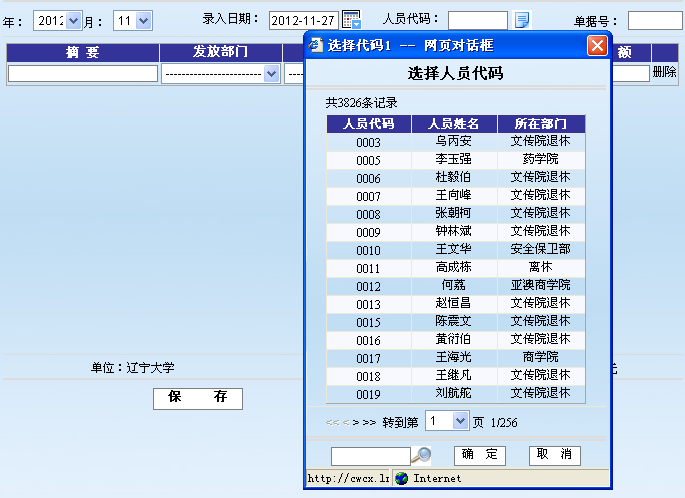 年： 2012 月： 11 录入日期： 2012-11-27 人员代码： 单据号：
摘 要 发放部门 额
------------------------ 删除
单位：辽宁大学
保 存
选择代码1 -- 网页对话框
选择人员代码
共3826条记录
人员代码 人员姓名 所在部门
0003 乌丙安 文传院退休
0005 李玉强 药学院
0006 杜毅伯 文传院退休
0007 王向峰 文传院退休
0008 张朝柯 文传院退休
0009 钟林斌 文传院退休
0010 王文华 安全保卫部
0011 高成栋 离休
0012 何荔 亚澳商学院
0013 赵恒昌 文传院退休
0015 陈震文 文传院退休
0016 黄衍伯 文传院退休
0017 王海光 商学院
0018 王继凡 文传院退休
0019 刘航舵 文传院退休
<< < > >> 转到第 1 页 1/256
确 定 取 消
http://cwcx.l Internet